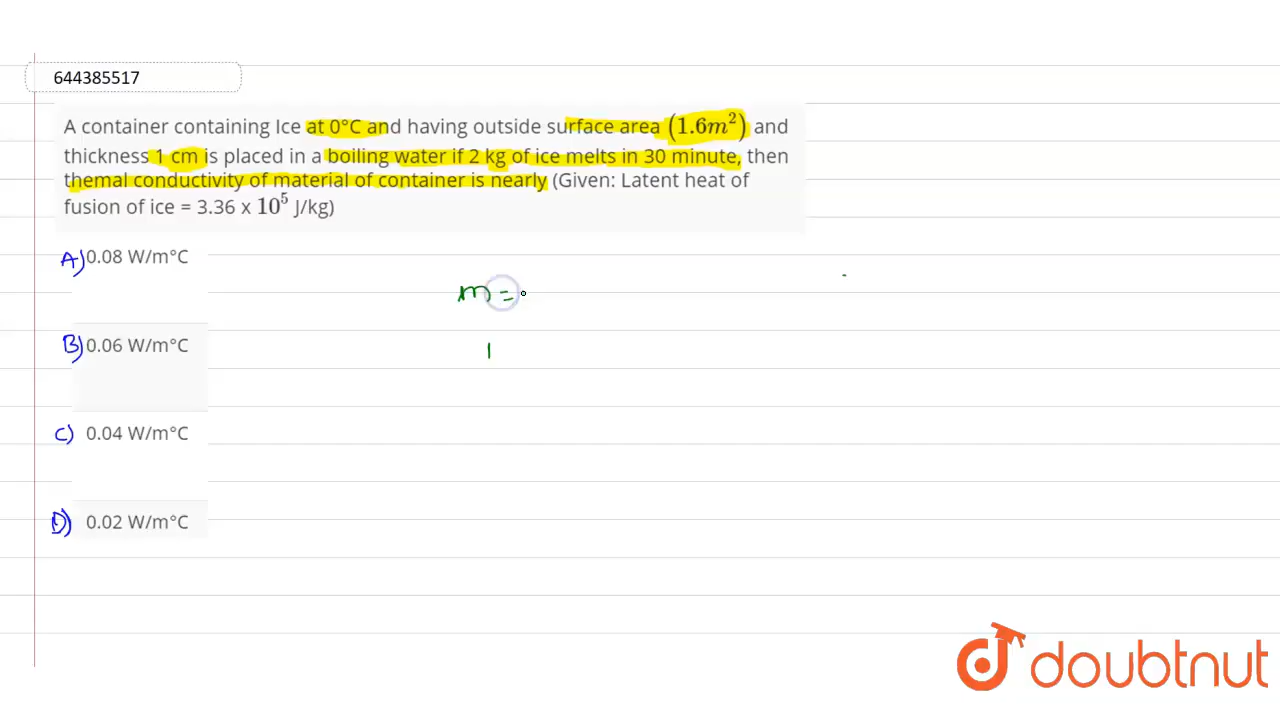 644385517
A container containing Ice at 0°C and having outside surface area (1.6m²) and
thickness 1 cm is placed in a boiling water if 2 kg of ice melts in 30 minute, then
themal conductivity of material of container is nearly (Given: Latent heat of
fusion of ice = 3.36 x 10⁵ J/kg)
A) 0.08 W/m°C
m =
B) 0.06 W/m°C
1
C) 0.04 W/m°C
D) 0.02 W/m°C
doubtnut